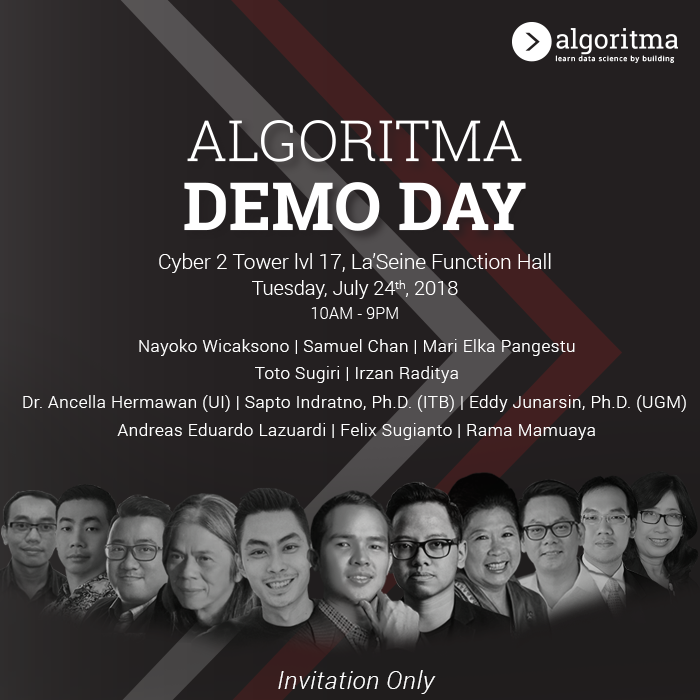 algoritma
learn data science by building
ALGORITMA
DEMO DAY
Cyber 2 Tower lvl 17, La'Seine Function Hall
Tuesday, July 24th, 2018
10AM - 9PM
Nayoko Wicaksono | Samuel Chan | Mari Elka Pangestu
Toto Sugiri | Irzan Raditya
Dr. Ancella Hermawan (UI) | Sapto Indratno, Ph.D. (ITB) | Eddy Junarsin, Ph.D. (UGM)
Andreas Eduardo Lazuardi | Felix Sugianto | Rama Mamuaya
Invitation Only